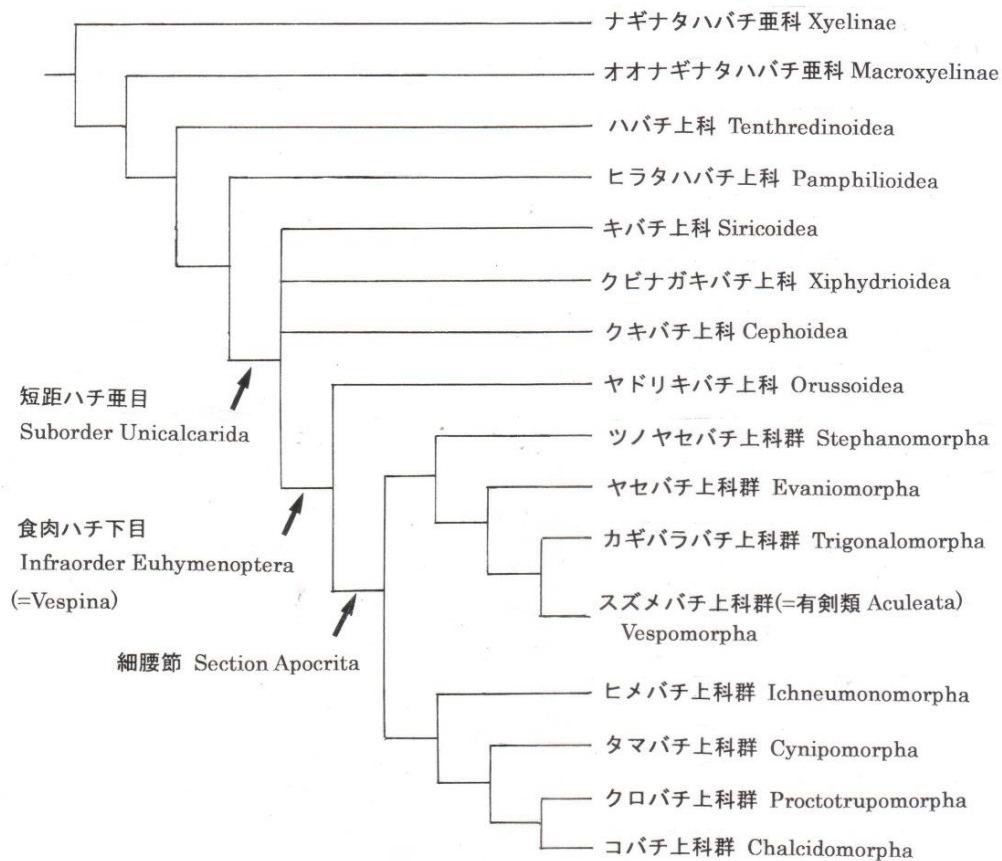 ナギナタハバチ亜科 Xyelinae
オオナギナタハバチ亜科 Macroxyelinae
ハバチ上科 Tenthredinoidea
ヒラタハバチ上科 Pamphilioidea
キバチ上科 Siricoidea
クビナガキバチ上科 Xiphydrioidea
クキバチ上科 Cephoidea
ヤドリキバチ上科 Orussoidea
短距ハチ亜目
Suborder Unicalcarida
ツノヤセバチ上科群 Stephanomorpha
ヤセバチ上科群 Evaniomorpha
食肉ハチ下目
Infraorder Euhymenoptera
(=Vespina)
カギバラバチ上科群 Trigonalomorpha
スズメバチ上科群(=有剣類 Aculeata)
Vespomorpha
細腰節 Section Apocrita
ヒメバチ上科群 Ichneumonomorpha
タマバチ上科群 Cynipomorpha
クロバチ上科群 Proctotrupomorpha
コバチ上科群 Chalcidomorpha